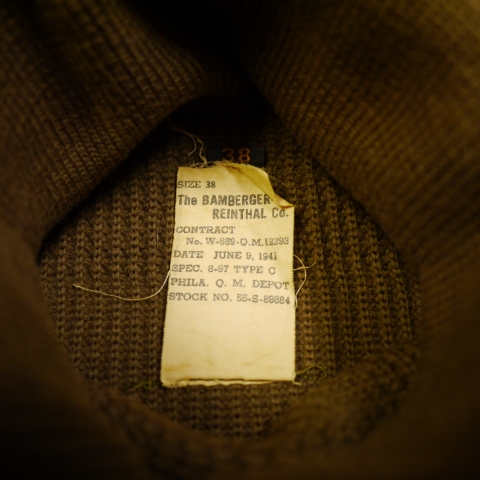 38
SIZE 38
The BAMBERGER-
REINTHAL Co.
CONTRACT
No. W-669-Q.M.12293
DATE JUNE 9, 1941
SPEC. 8-97 TYPE C
PHILA. Q. M. DEPOT
STOCK NO. 55-S-89884